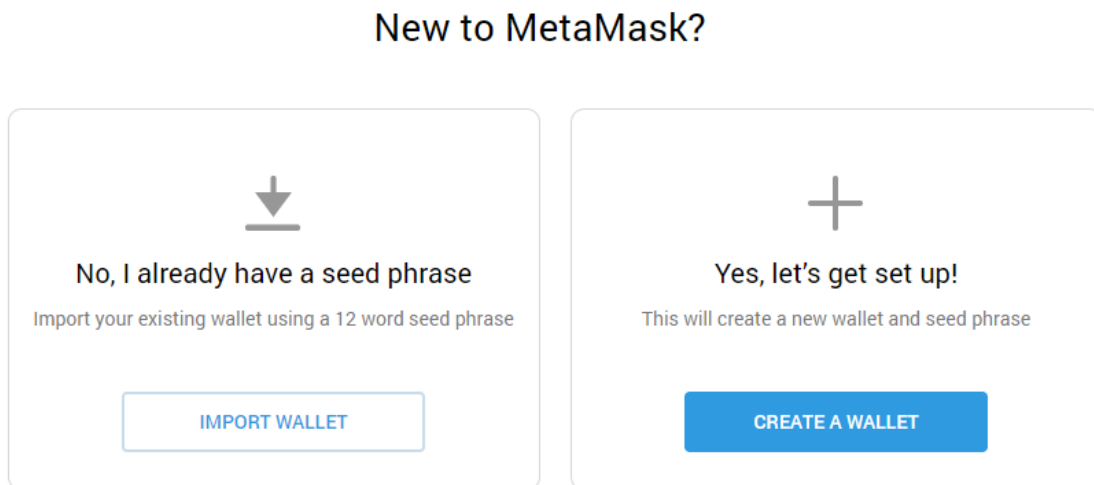 New to MetaMask?
No, I already have a seed phrase
Import your existing wallet using a 12 word seed phrase
IMPORT WALLET
Yes, let's get set up!
This will create a new wallet and seed phrase
CREATE A WALLET